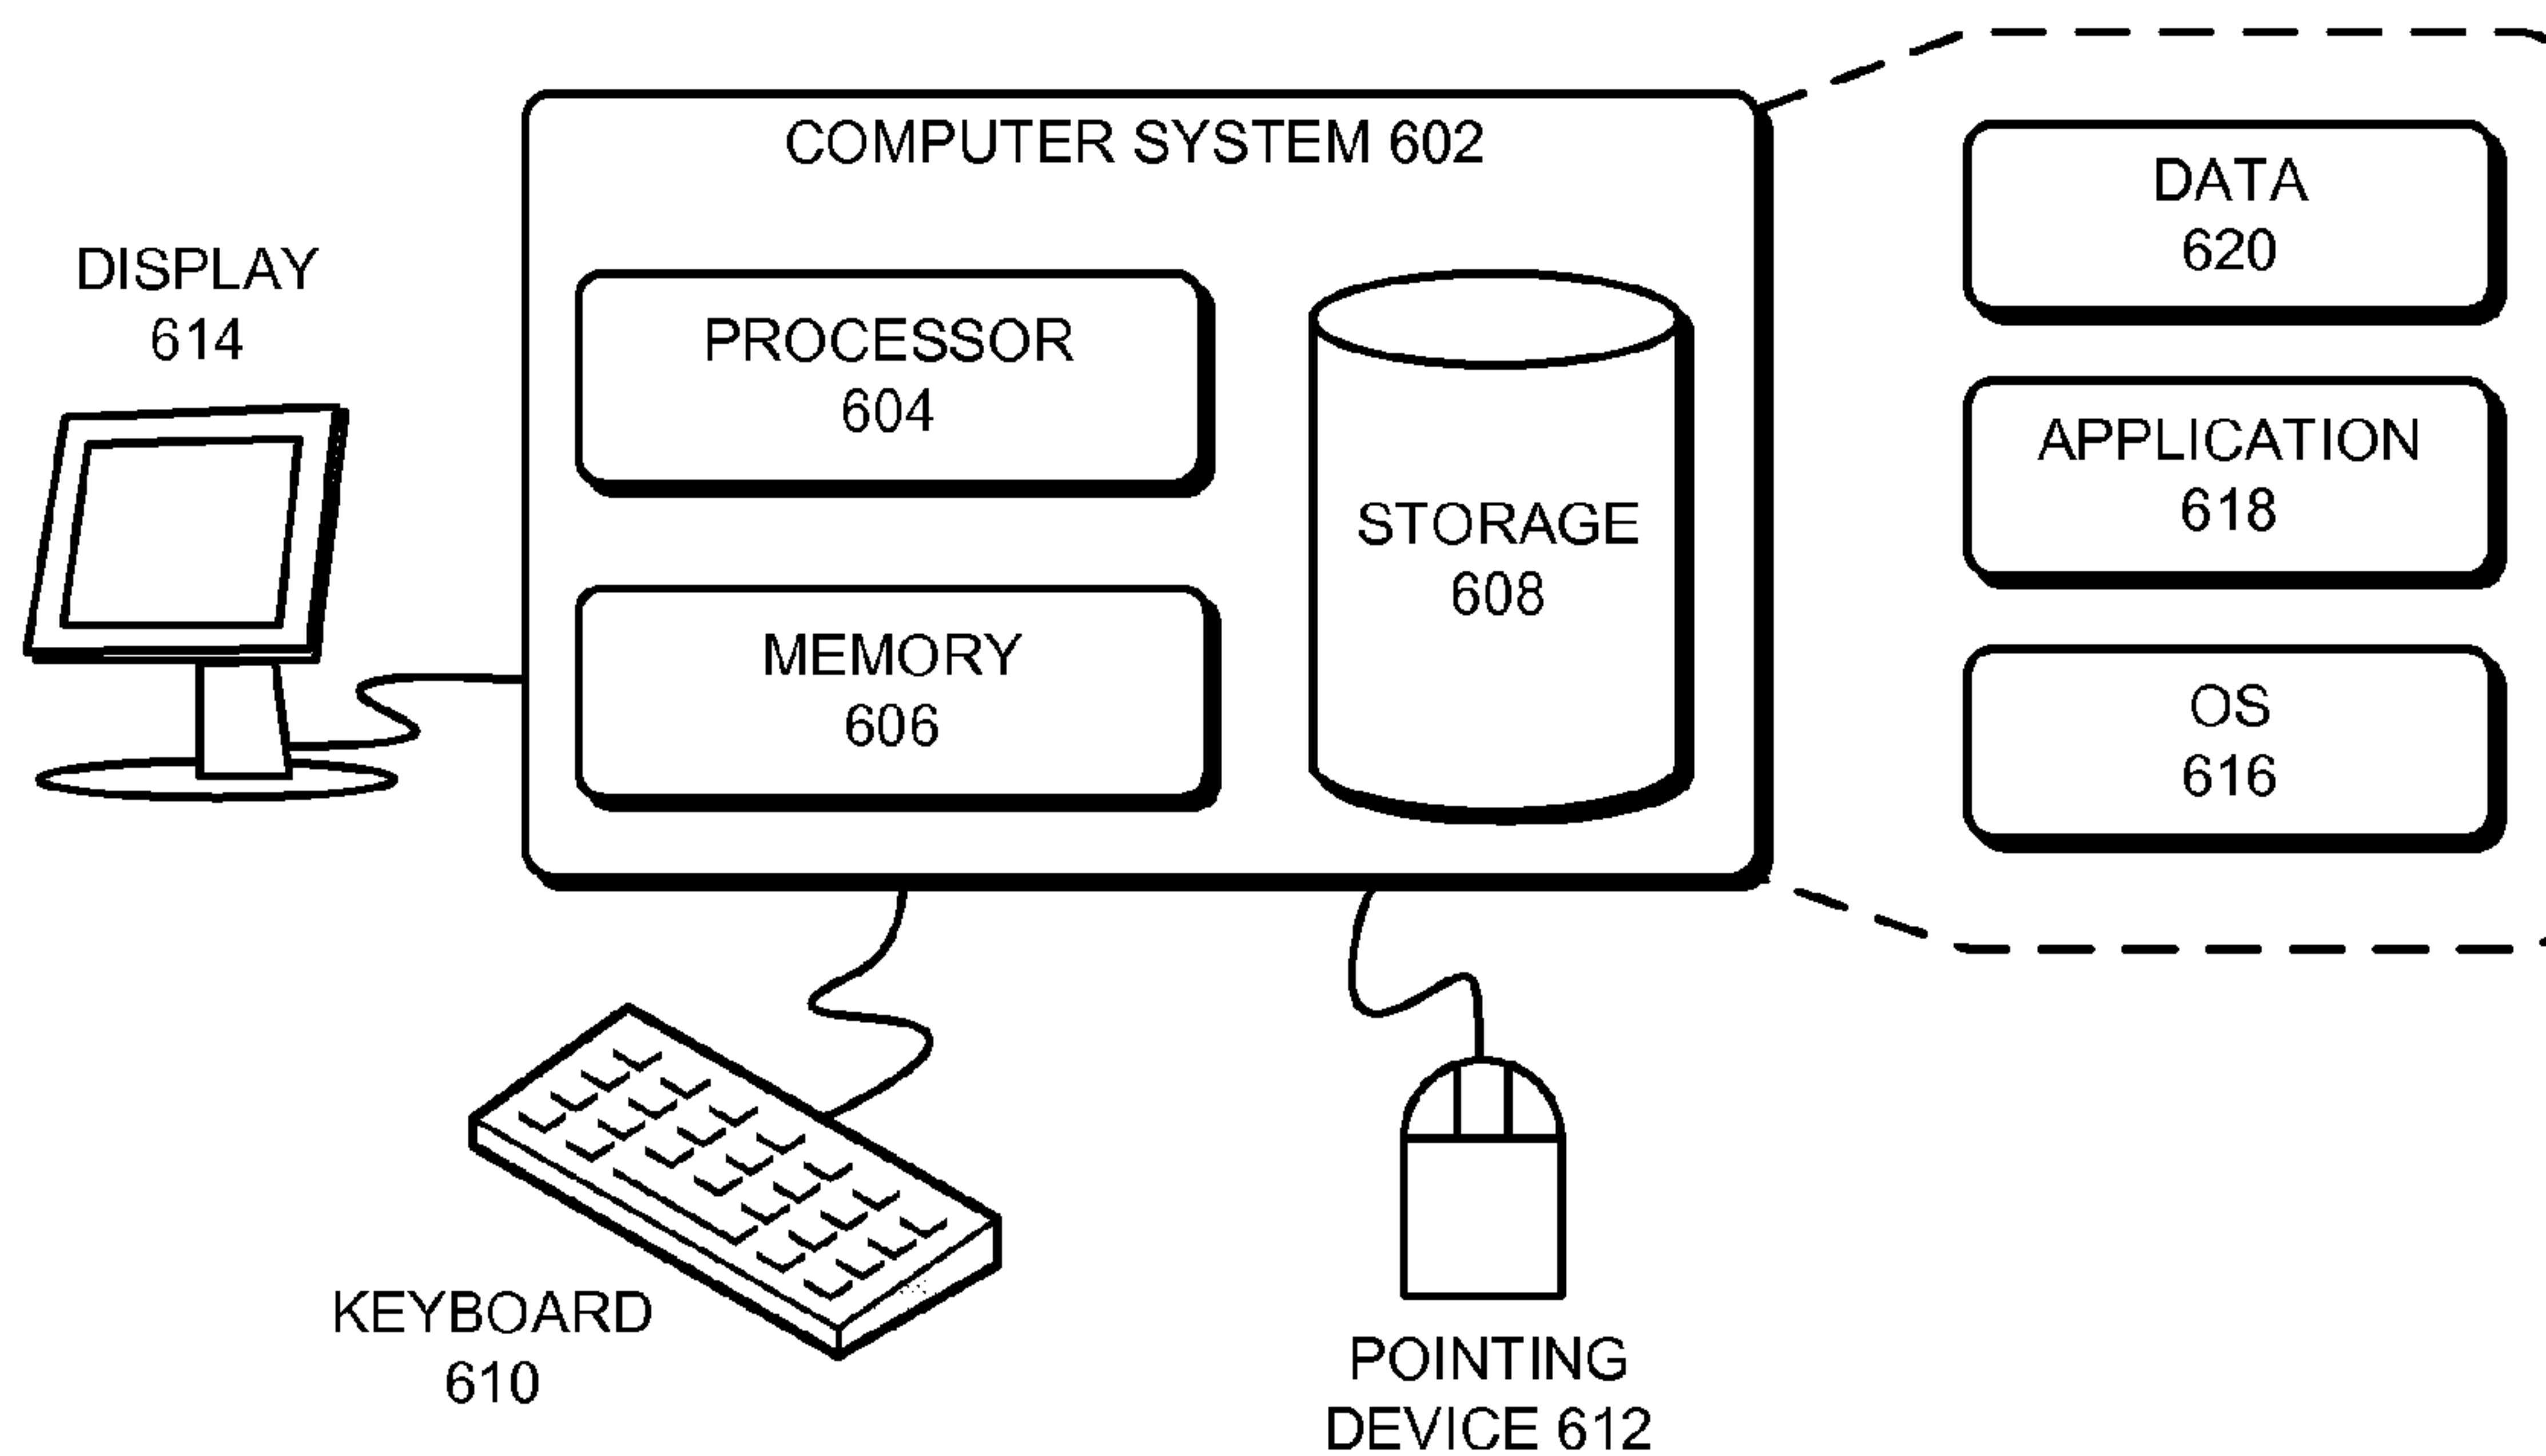 COMPUTER SYSTEM 602
DISPLAY
614
PROCESSOR
604
MEMORY
606
STORAGE
608
DATA
620
APPLICATION
618
OS
616
KEYBOARD
610
POINTING
DEVICE 612